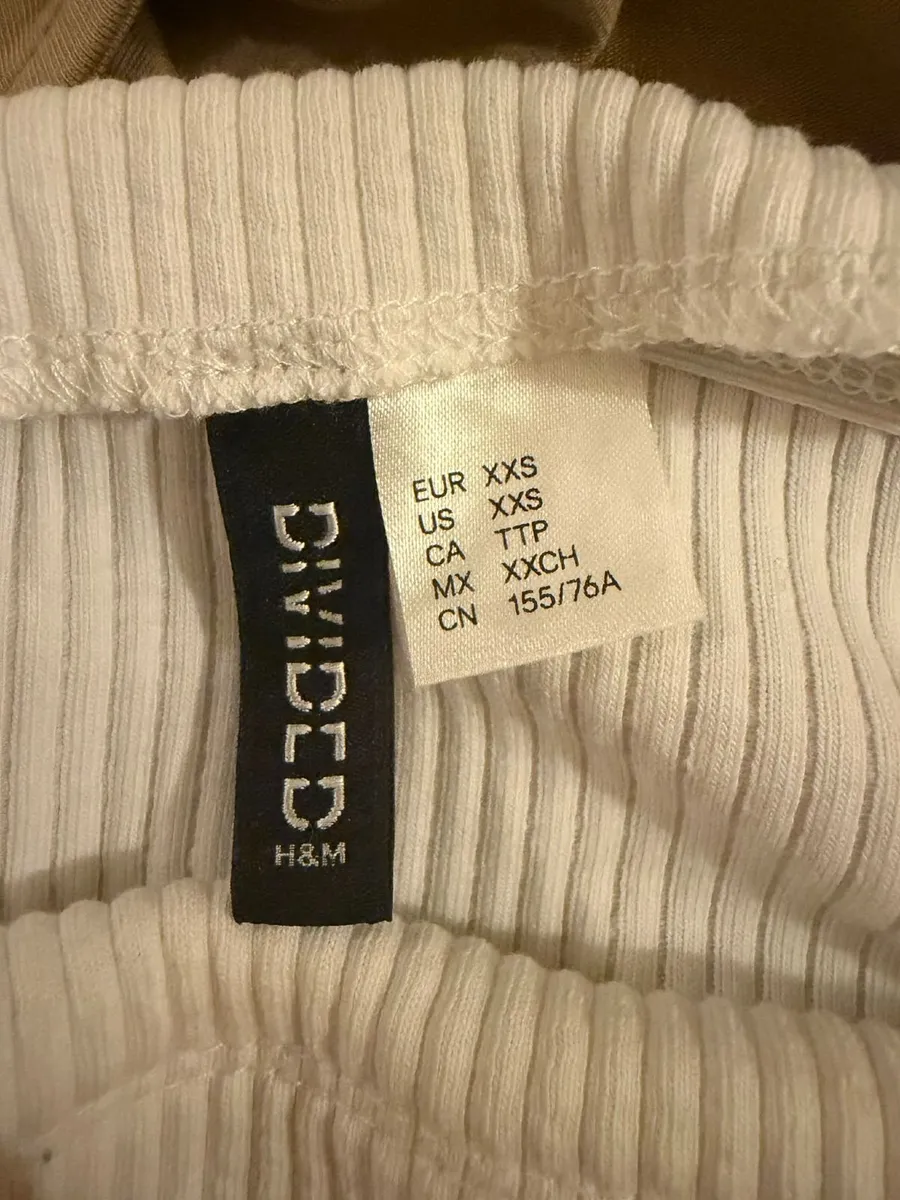 DIVIDED
H&M
EUR XXS
US XXS
CA TTP
MX XXCH
CN 155/76A